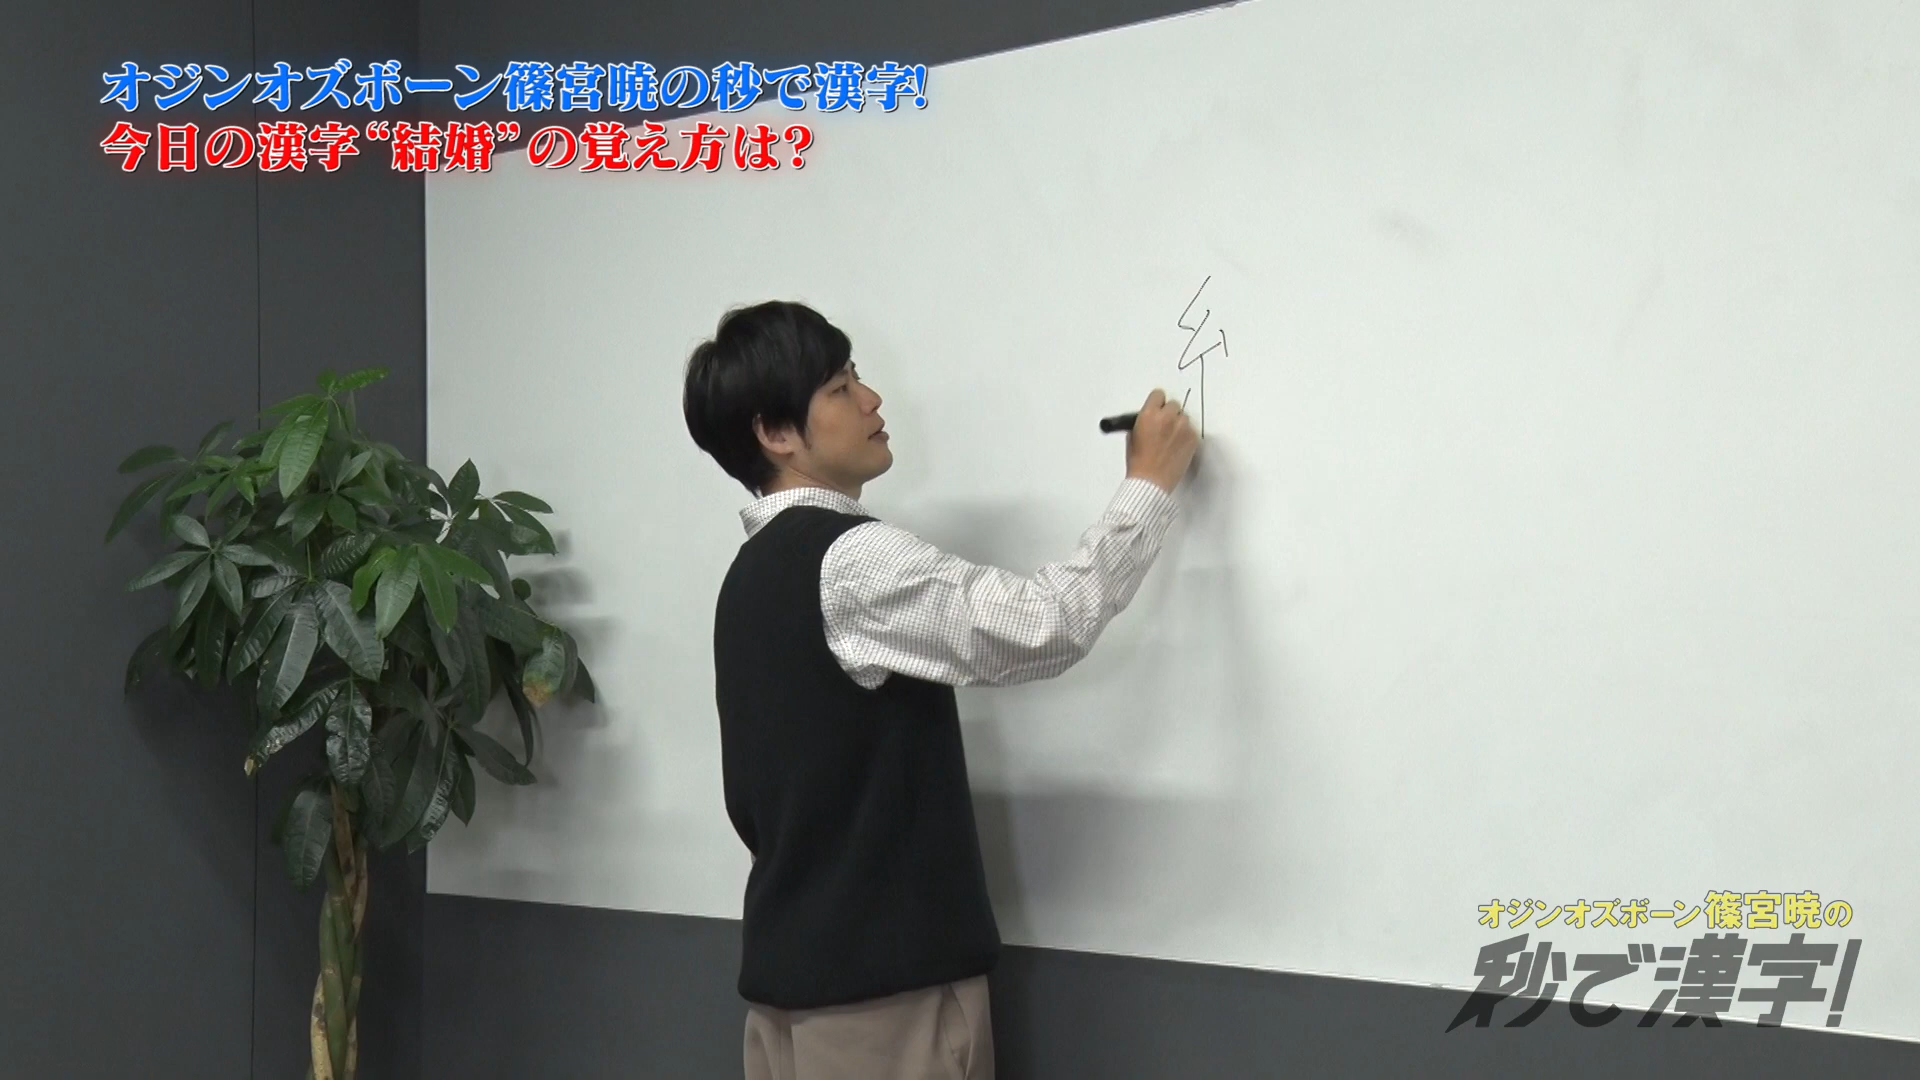 オジンオズボーン篠宮暁の秒で漢字!
今日の漢字“結婚”の覚え方は?
糸
オジンオズボーン篠宮暁の
秒で漢字!